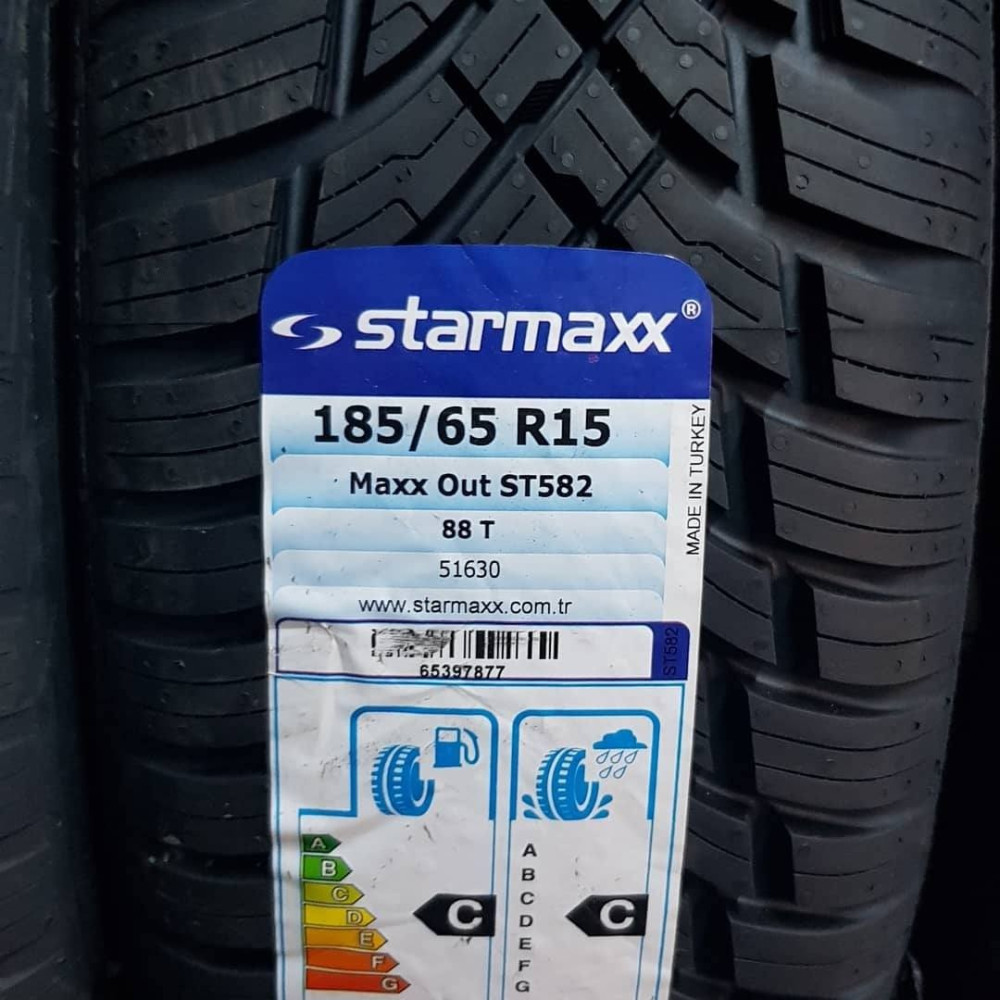 starmaxx®
185/65 R15
Maxx Out ST582
88 T
51630
www.starmaxx.com.tr
MADE IN TURKEY
ST582
65397877
A
B
C
D
E
F
G
C
A
B
C
D
E
F
G
C